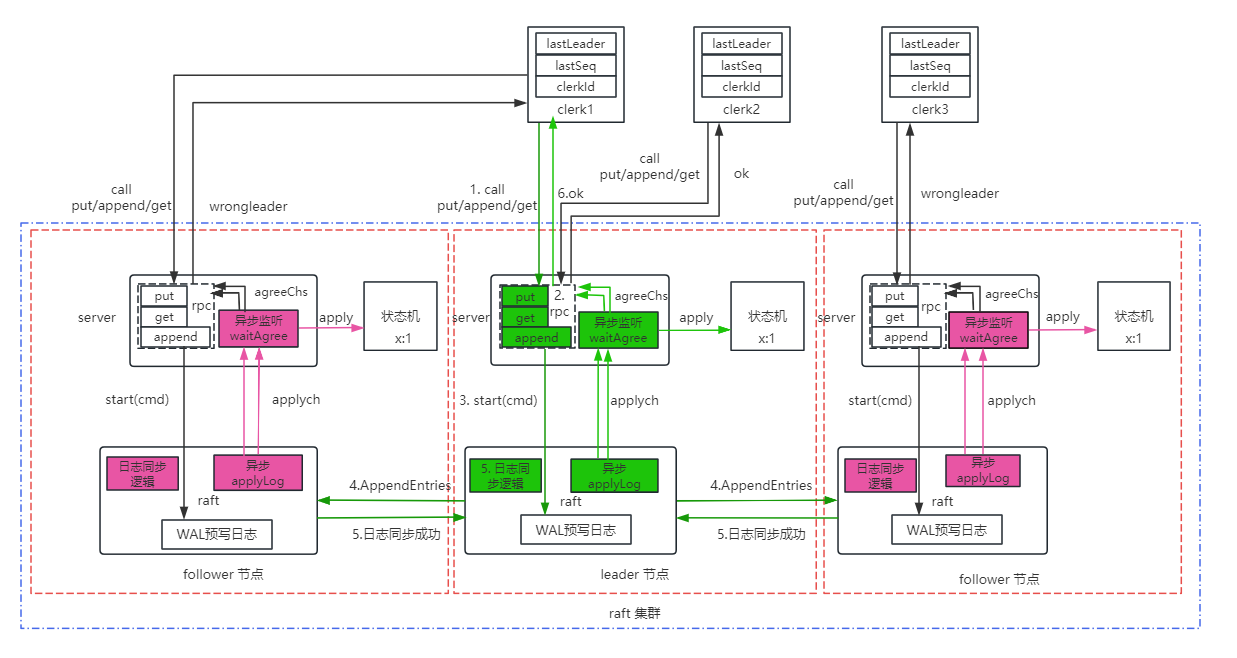 lastLeader
lastSeq
clerkId
clerk1
lastLeader
lastSeq
clerkId
clerk2
lastLeader
lastSeq
clerkId
clerk3
call
put/append/get
wrongleader
1. call
put/append/get
6.ok
call
put/append/get
ok
call
put/append/get
wrongleader
server
put
get
append
rpc
agreeChs
异步监听
waitAgree
apply
状态机
x:1
start(cmd)
applych
日志同步
逻辑
异步
applyLog
raft
WAL预写日志
follower 节点
server
put
get
append
2.
rpc
agreeChs
异步监听
waitAgree
apply
状态机
x:1
3. start(cmd)
applych
5. 日志同
步逻辑
异步
applyLog
raft
WAL预写日志
leader 节点
4.AppendEntries
5.日志同步成功
4.AppendEntries
5.日志同步成功
server
put
get
append
rpc
agreeChs
异步监听
waitAgree
apply
状态机
x:1
start(cmd)
applych
日志同步
逻辑
异步
applyLog
raft
WAL预写日志
follower 节点
raft 集群